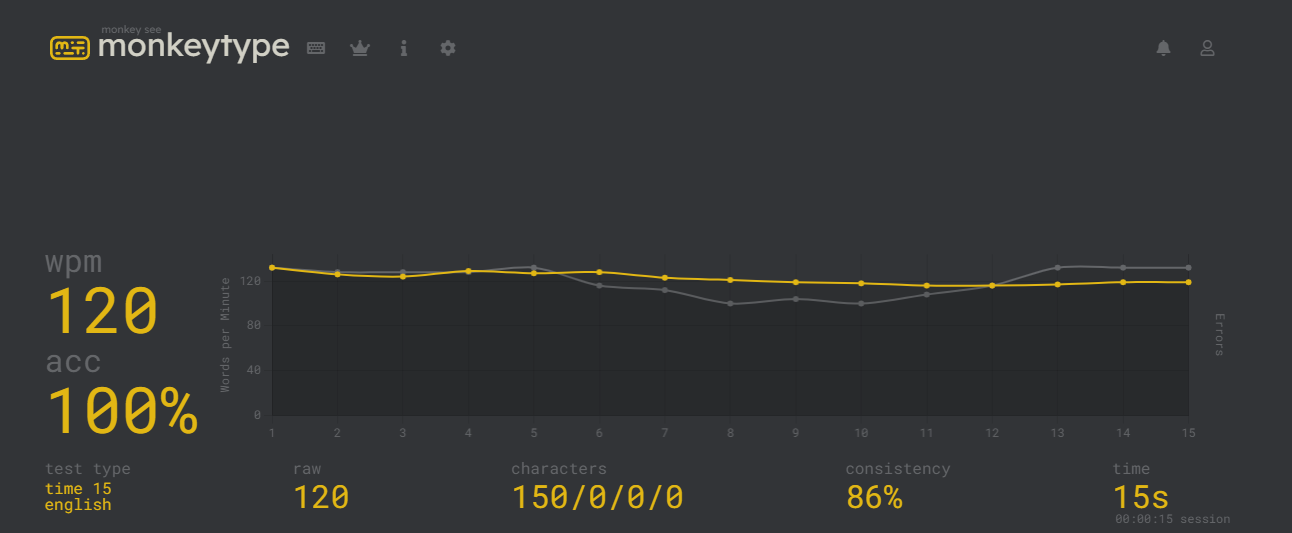 monkey see
monkeytype
wpm
120
acc
100%
Words per Minute
120
80
40
0
1 2 3 4 5 6 7 8 9 10 11 12 13 14 15
Errors
test type
time 15
english
raw
120
characters
150/0/0/0
consistency
86%
time
15s
00:00:15 session